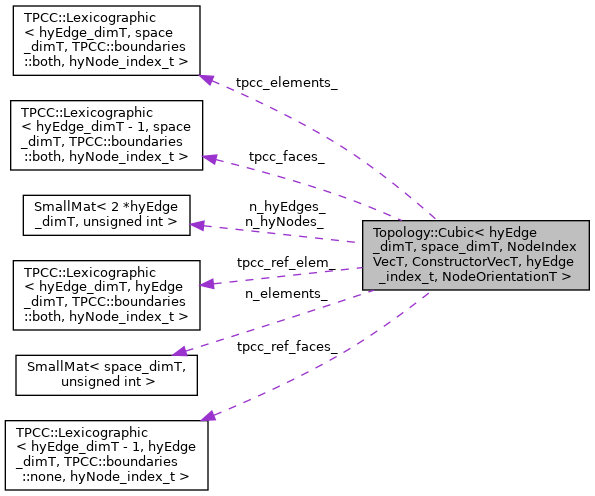 TPCC::Lexicographic
< hyEdge_dimT, space
_dimT, TPCC::boundaries
::both, hyNode_index_t >
tpcc_elements_
TPCC::Lexicographic
< hyEdge_dimT - 1, space
_dimT, TPCC::boundaries
::both, hyNode_index_t >
tpcc_faces_
SmallMat< 2 *hyEdge
_dimT, unsigned int >
n_hyEdges_
n_hyNodes_
Topology::Cubic< hyEdge
_dimT, space_dimT, NodeIndex
VecT, ConstructorVecT, hyEdge
_index_t, NodeOrientationT >
TPCC::Lexicographic
< hyEdge_dimT, hyEdge
_dimT, TPCC::boundaries
::both, hyNode_index_t >
tpcc_ref_elem_
n_elements_
SmallMat< space_dimT,
unsigned int >
tpcc_ref_faces_
TPCC::Lexicographic
< hyEdge_dimT - 1, hyEdge
_dimT, TPCC::boundaries
::none, hyNode_index_t >